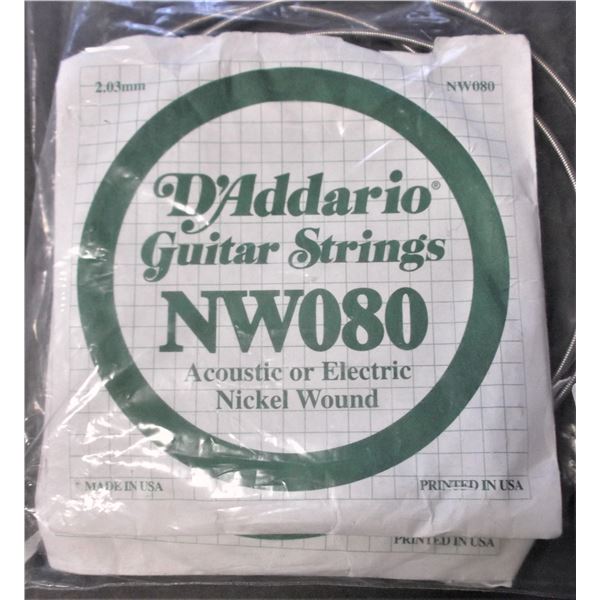 2.03mm NW080
D'Addario®
Guitar Strings
NW080
Acoustic or Electric
Nickel Wound
MADE IN USA PRINTED IN USA
PRINTED IN USA